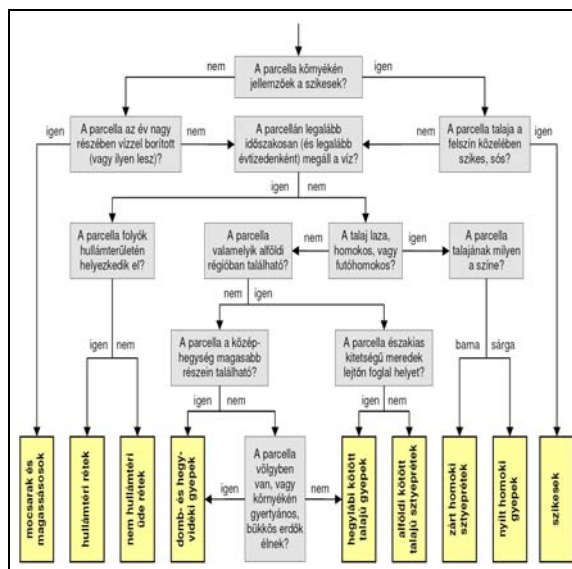 A parcella környékén
jellemzőek a szikesek?
nem
igen
A parcella az év nagy
részében vízzel borított
(vagy ilyen lesz)?
igen
nem
A parcellán legalább
időszakosan (és legalább
évtizedenként) megáll a víz?
nem
A parcella talaja a
felszín közelében
szikes, sós?
igen
igen
nem
A parcella folyók
hullámterületén
helyezkedik el?
A parcella
valamelyik alföldi
régióban található?
nem
A talaj laza,
homokos, vagy
futóhomokos?
igen
A parcella
talajának milyen
a színe?
nem
igen
igen
nem
A parcella a közép-
hegység magasabb
részein található?
A parcella északias
kitetségű meredek
lejtőn foglal helyet?
barna
sárga
igen
nem
igen
nem
mocsarak és
magassásosok
hullámtéri rétek
nem hullámtéri
üde rétek
domb- és hegy-
vidéki gyepek
igen
A parcella
völgyben
van, vagy
környékén
gyertyános,
bükkös erdők
élnek?
nem
hegylábi kötött
talajú gyepek
alföldi kötött
talajú sztyeprétek
zárt homoki
sztyeprétek
nyílt homoki
gyepek
szikesek